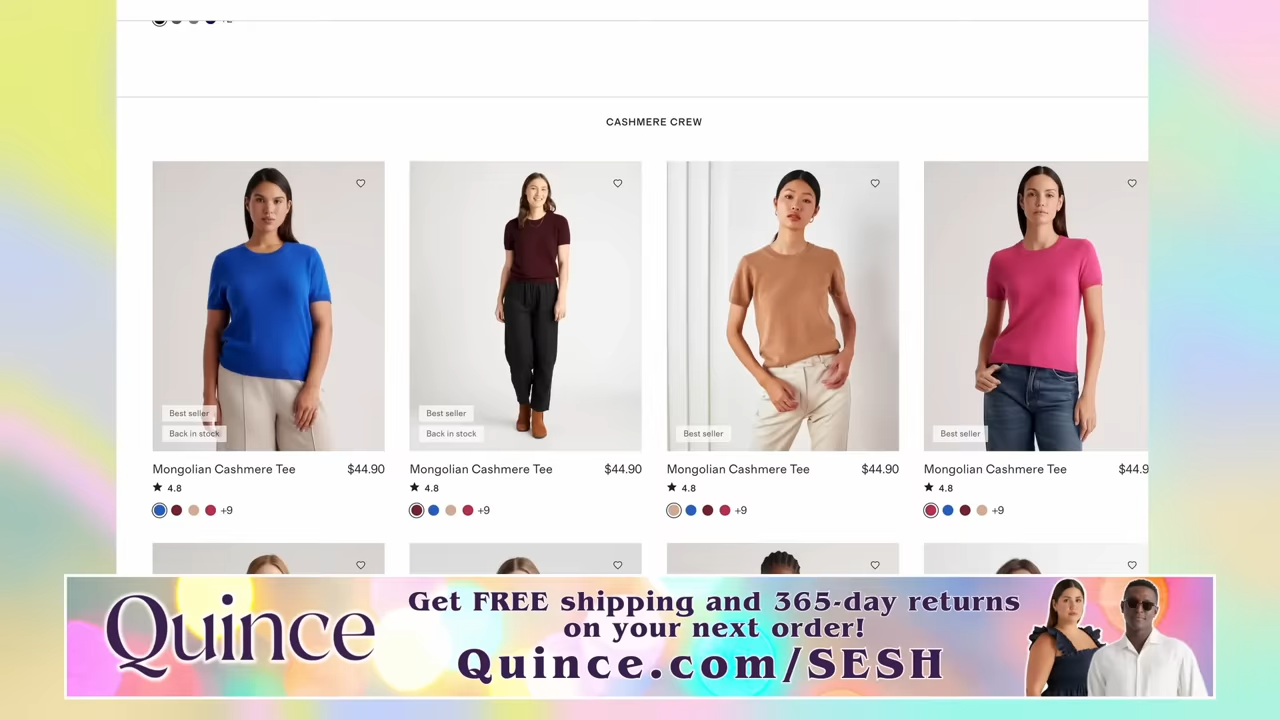 CASHMERE CREW
Best seller
Back in stock
Mongolian Cashmere Tee $44.90
4.8
+9
Best seller
Back in stock
Mongolian Cashmere Tee $44.90
4.8
+9
Best seller
Mongolian Cashmere Tee $44.90
4.8
+9
Best seller
Mongolian Cashmere Tee $44.9
4.8
+9
Quince
Get FREE shipping and 365-day returns
on your next order!
Quince.com/SESH